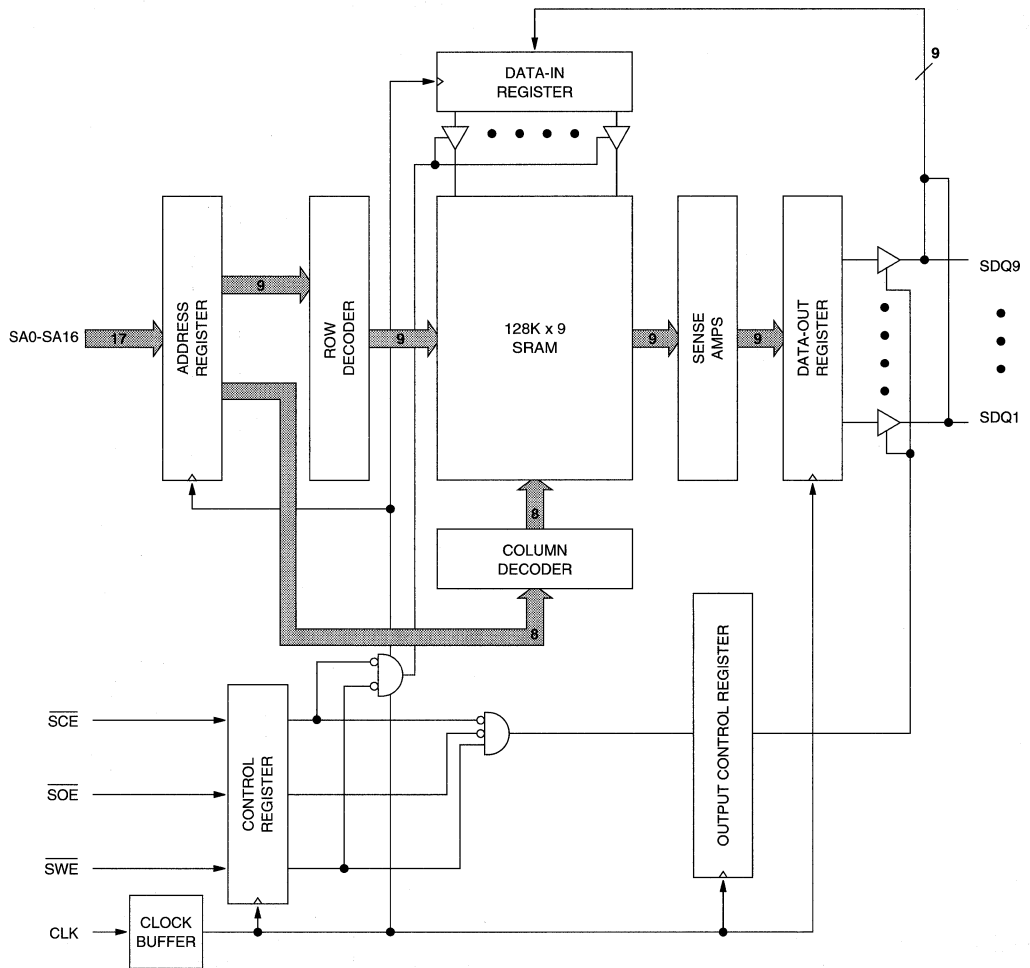 9
DATA-IN
REGISTER
SA0-SA16
17
ADDRESS
REGISTER
9
ROW
DECODER
9
128K x 9
SRAM
9
SENSE
AMPS
9
DATA-OUT
REGISTER
SDQ9
SDQ1
8
COLUMN
DECODER
8
SCE
SOE
SWE
CONTROL
REGISTER
OUTPUT CONTROL REGISTER
CLK
CLOCK
BUFFER